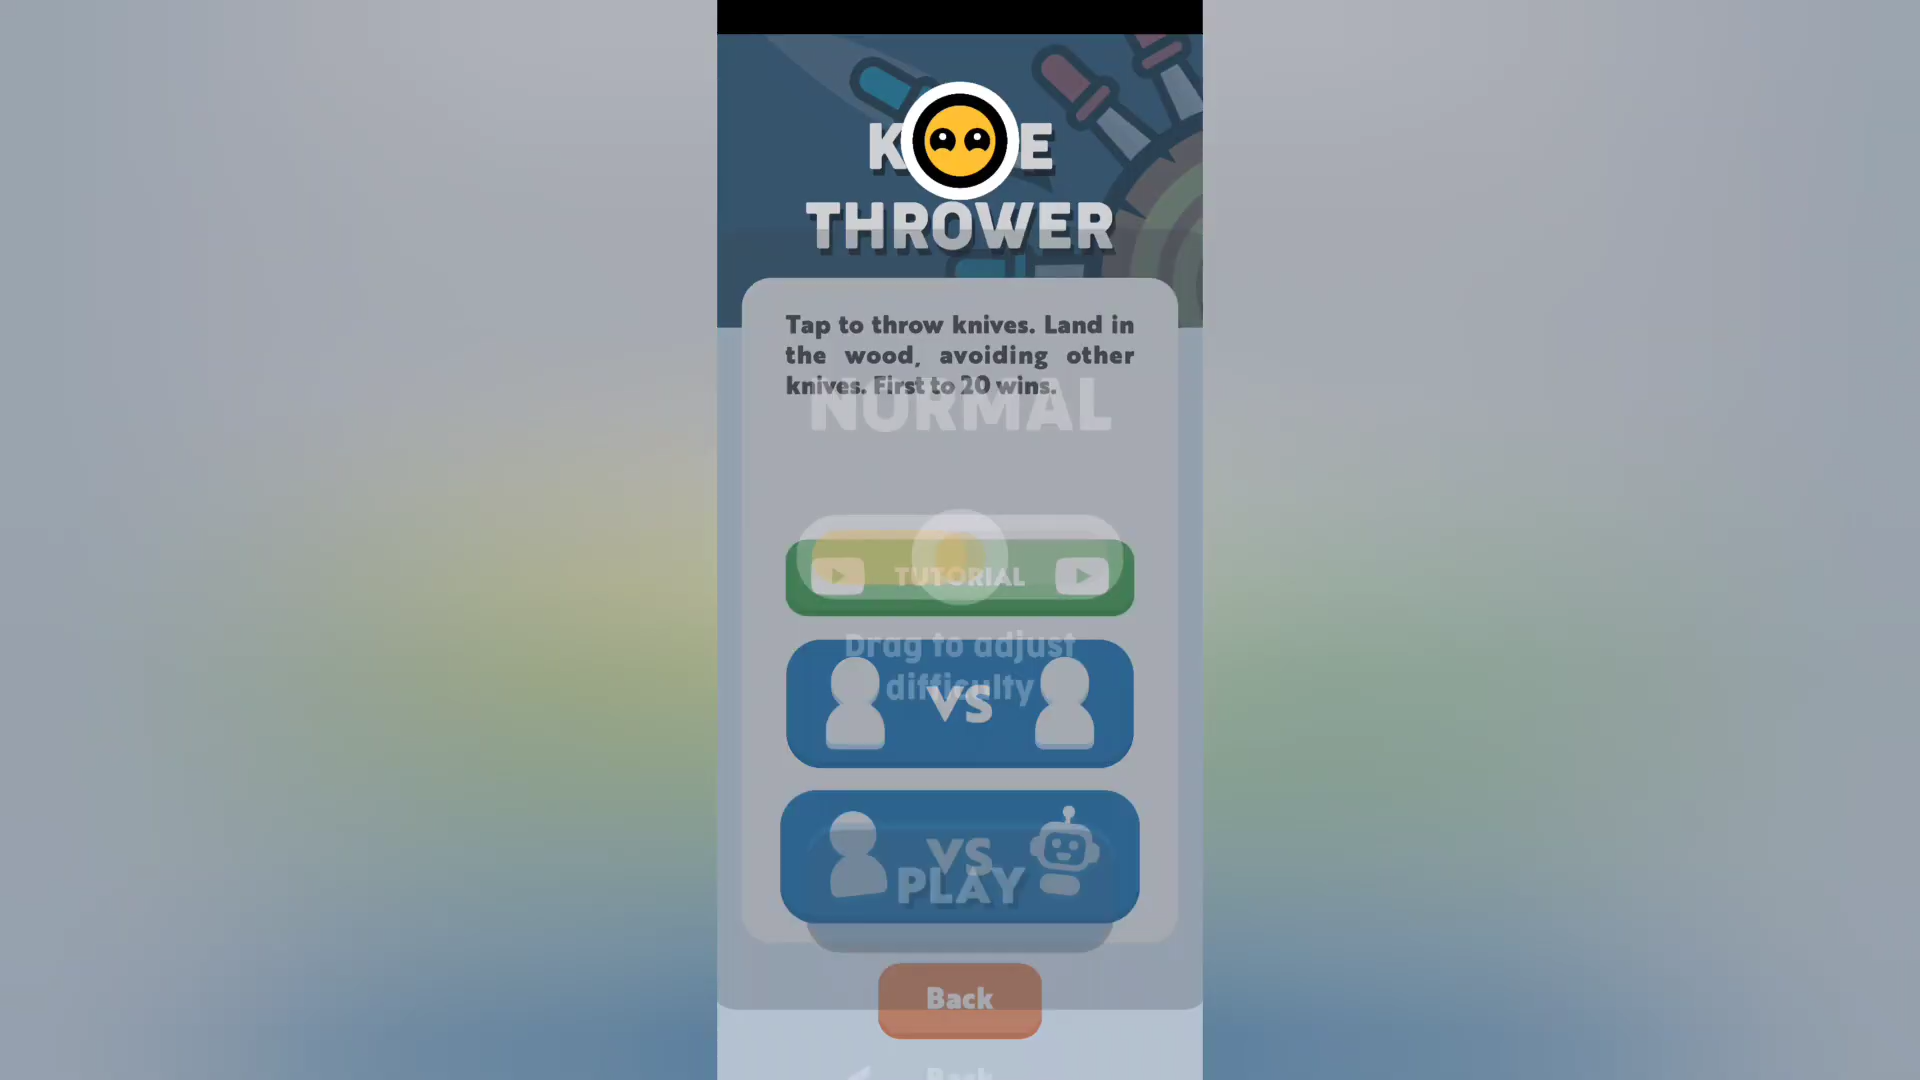 K E
THROWER
Tap to throw knives. Land in
the wood, avoiding other
knives. First to 20 wins.
NORMAL
TUTORIAL
Drag to adjust
difficulty
VS
VS
PLAY
Back
Back